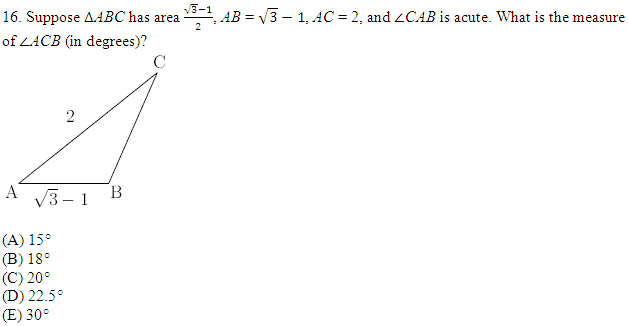 16. Suppose ΔABC has area (√3−1)/2, AB = √3 − 1, AC = 2, and ∠CAB is acute. What is the measure
of ∠ACB (in degrees)?
C
2
A √3 − 1 B
(A) 15°
(B) 18°
(C) 20°
(D) 22.5°
(E) 30°